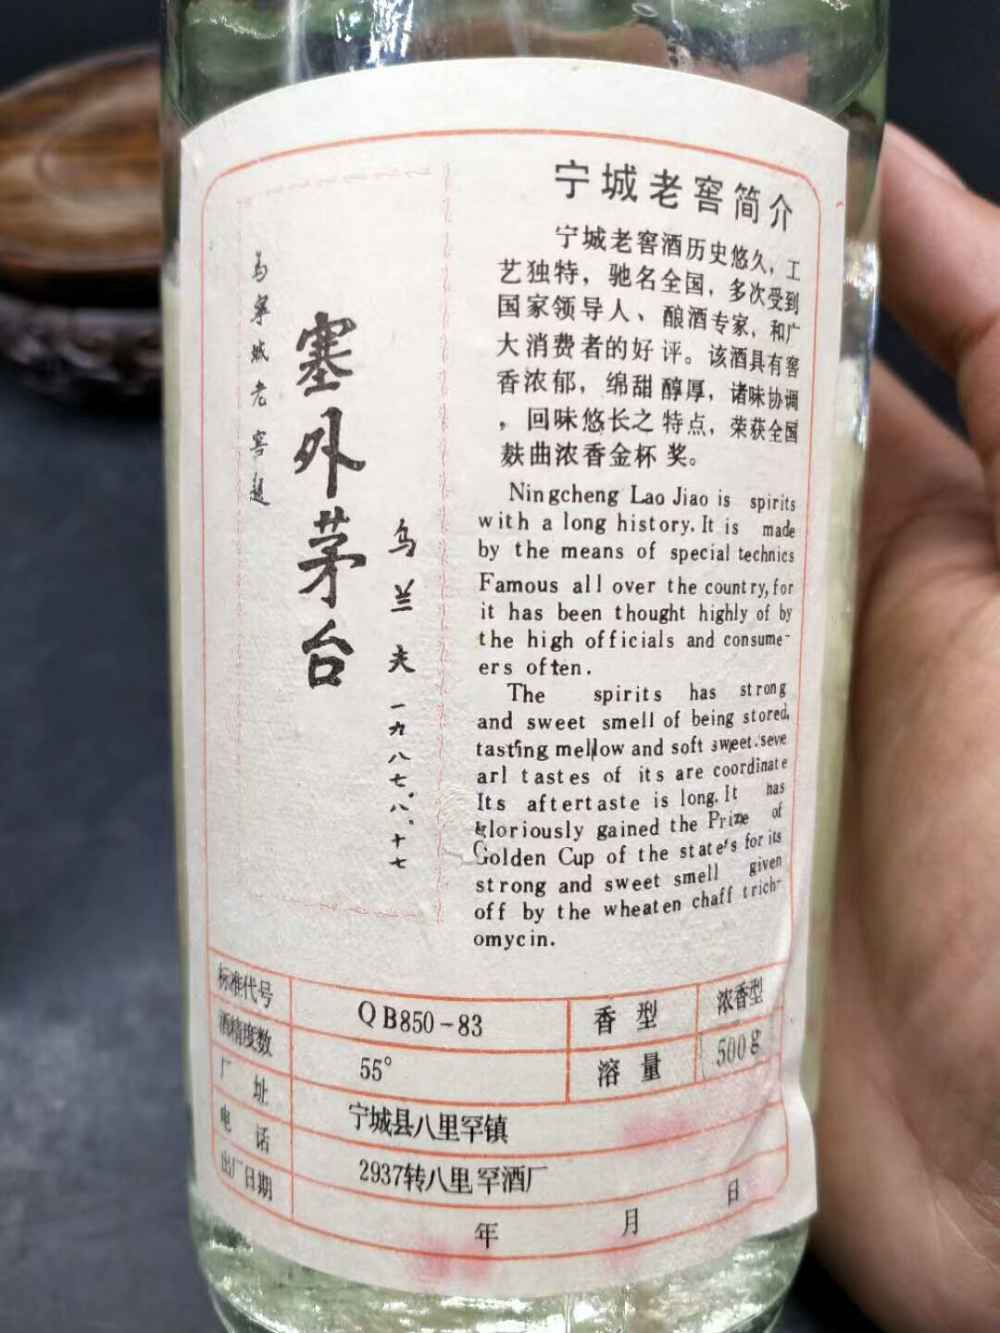 宁城老窖简介
宁城老窖酒历史悠久，工
艺独特，驰名全国，多次受到
国家领导人、酿酒专家，和广
大消费者的好评。该酒具有窖
香浓郁，绵甜醇厚，诸味协调
，回味悠长之特点，荣获全国
麸曲浓香金杯奖。
Ningcheng Lao Jiao is spirits
with a long history. It is made
by the means of special technics
Famous all over the country, for
it has been thought highly of by
the high officials and consume-
ers often.
The spirits has strong
and sweet smell of being stored,
tasting mellow and soft sweet. seve
arl tastes of its are coordinate
Its aftertaste is long. It has
gloriously gained the Prize of
Golden Cup of the state's for its
strong and sweet smell given
off by the wheaten chaff trich-
omycin.
为寧城老窖题
塞外茅台
乌兰夫
一九八七.八.十七
标准代号 QB850-83 香型 浓香型
酒精度数 55° 溶量 500g
厂址 宁城县八里罕镇
电话 2937转八里罕酒厂
出厂日期 年 月 日